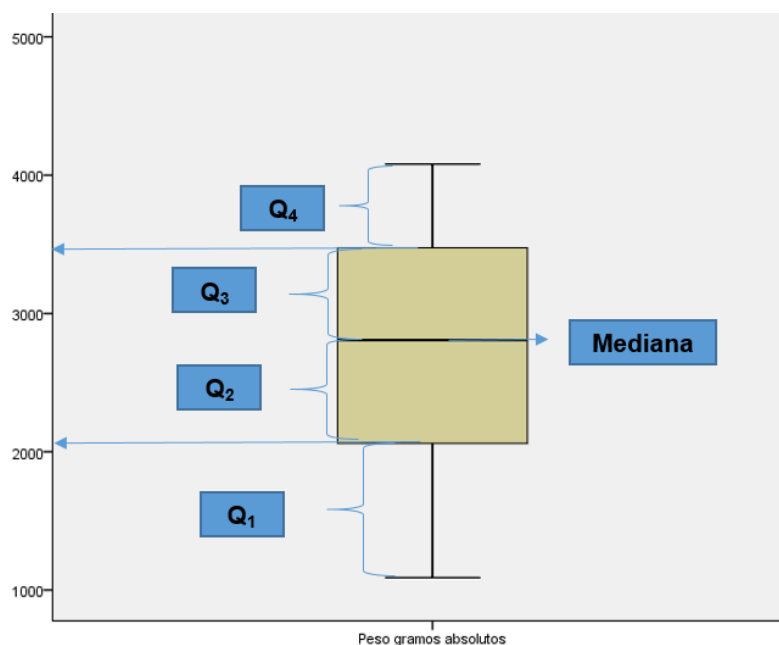 5000
4000
Q₄
Q₃
3000
Mediana
Q₂
2000
Q₁
1000
Peso gramos absolutos